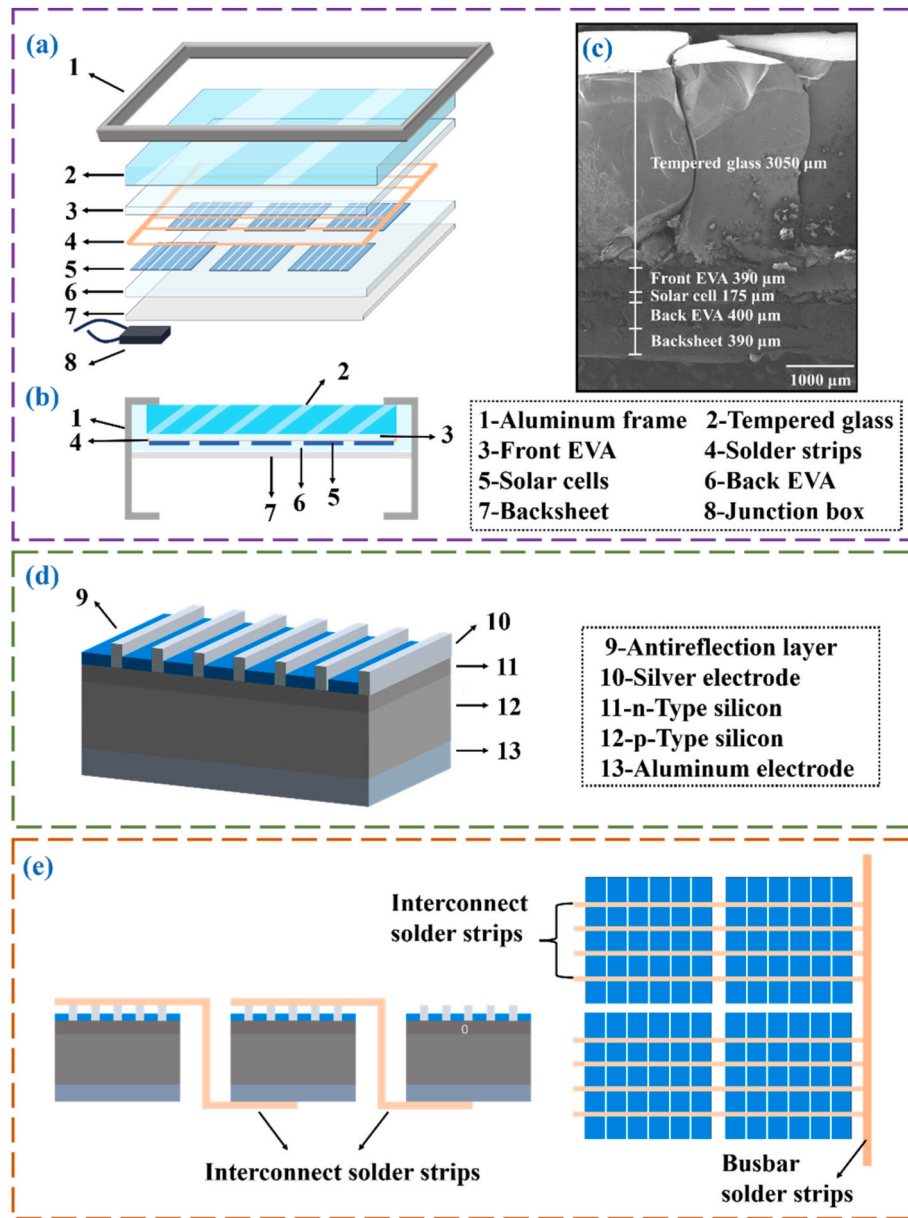 (a)
1
2
3
4
5
6
7
8
(b)
1
2
4
3
7
6
5
(c)
Tempered glass 3050 μm
Front EVA 390 μm
Solar cell 175 μm
Back EVA 400 μm
Backsheet 390 μm
1000 μm
1-Aluminum frame 2-Tempered glass
3-Front EVA 4-Solder strips
5-Solar cells 6-Back EVA
7-Backsheet 8-Junction box
(d)
9
10
11
12
13
9-Antireflection layer
10-Silver electrode
11-n-Type silicon
12-p-Type silicon
13-Aluminum electrode
(e)
0
Interconnect solder strips
Interconnect
solder strips
Busbar
solder strips